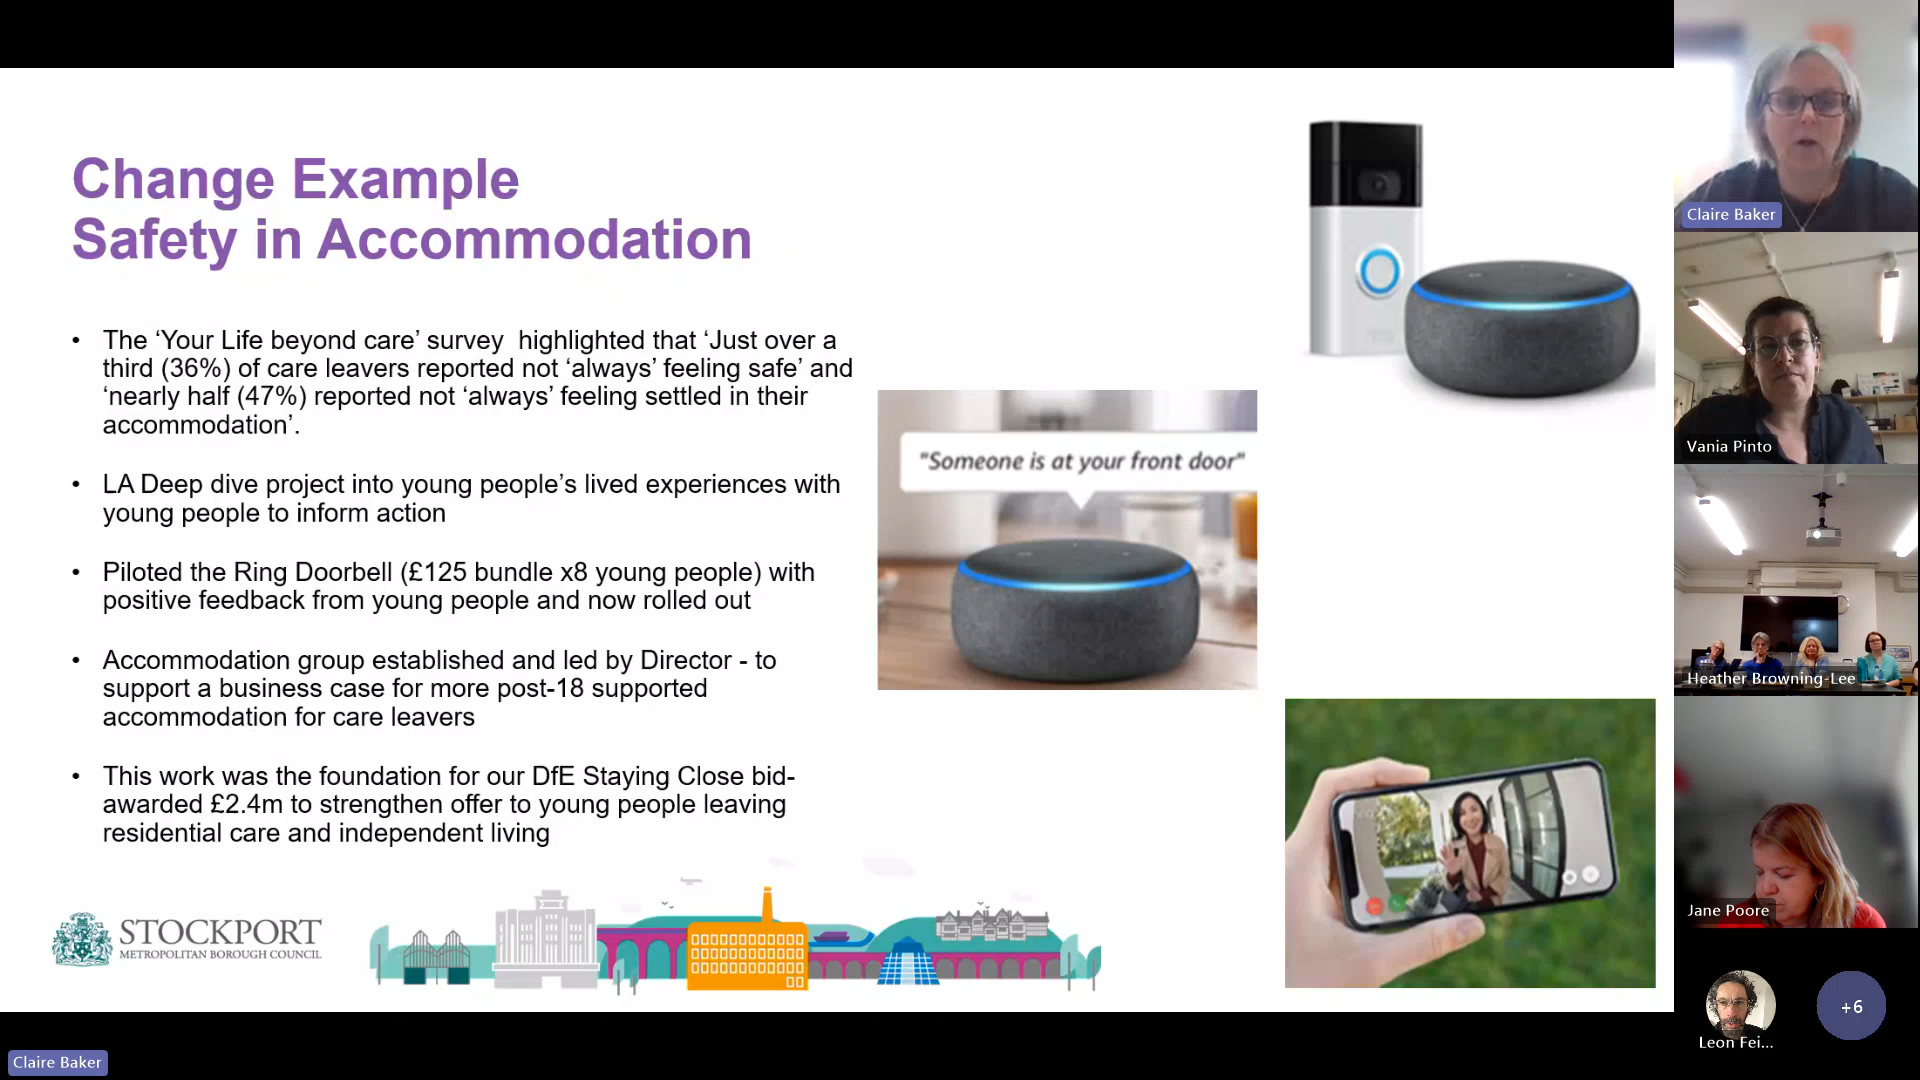 Change Example
Safety in Accommodation
• The ‘Your Life beyond care’ survey highlighted that ‘Just over a
third (36%) of care leavers reported not ‘always’ feeling safe’ and
‘nearly half (47%) reported not ‘always’ feeling settled in their
accommodation’.
• LA Deep dive project into young people’s lived experiences with
young people to inform action
• Piloted the Ring Doorbell (£125 bundle x8 young people) with
positive feedback from young people and now rolled out
• Accommodation group established and led by Director - to
support a business case for more post-18 supported
accommodation for care leavers
• This work was the foundation for our DfE Staying Close bid-
awarded £2.4m to strengthen offer to young people leaving
residential care and independent living
"Someone is at your front door"
STOCKPORT
METROPOLITAN BOROUGH COUNCIL
Claire Baker
Claire Baker
Vania Pinto
Heather Browning-Lee
Jane Poore
Leon Fei...
+6